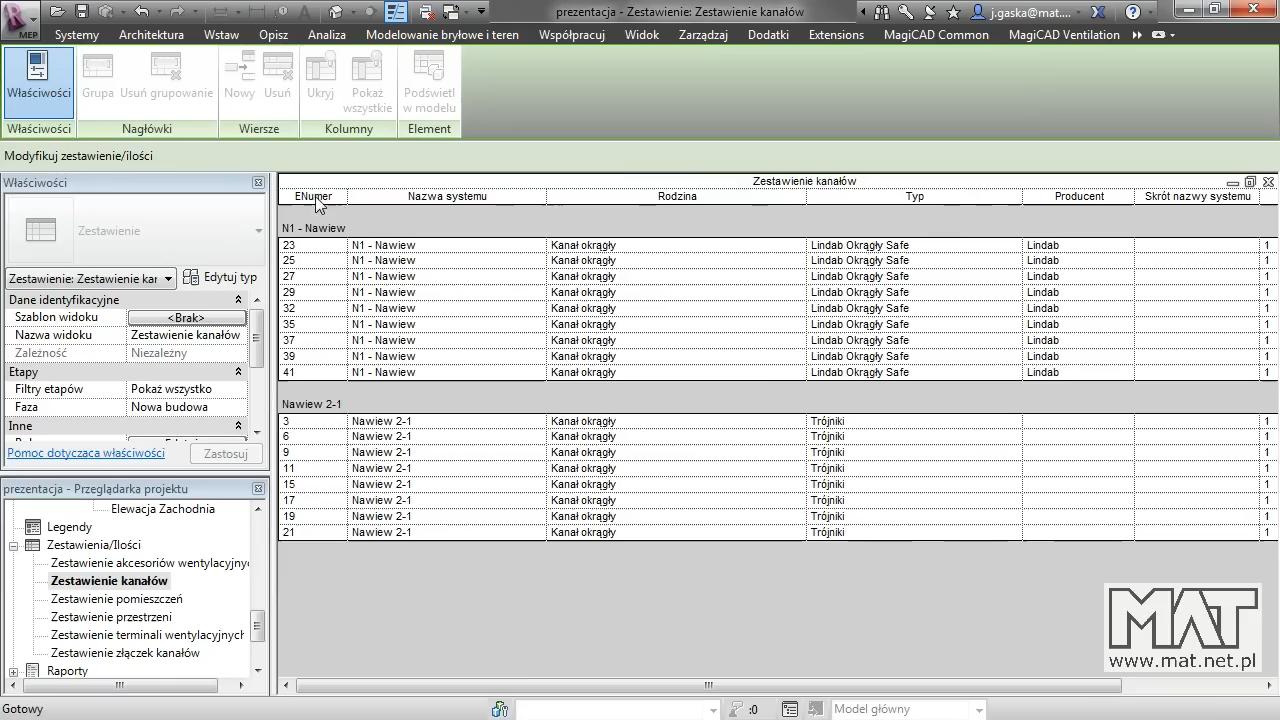 prezentacja - Zestawienie: Zestawienie kanałów
j.gaska@mat....
MEP
Systemy Architektura Wstaw Opisz Analiza Modelowanie bryłowe i teren Współpracuj Widok Zarządzaj Dodatki Extensions MagiCAD Common MagiCAD Ventilation
Właściwości Grupa Usuń grupowanie Nowy Usuń Ukryj Pokaż wszystkie Podświetl w modelu
Właściwości Nagłówki Wiersze Kolumny Element
Modyfikuj zestawienie/ilości
Właściwości
Zestawienie
Zestawienie: Zestawienie kar Edytuj typ
Dane identyfikacyjne
Szablon widoku <Brak>
Nazwa widoku Zestawienie kanałów
Zależność Niezależny
Etapy
Filtry etapów Pokaż wszystko
Faza Nowa budowa
Inne
Pomoc dotycząca właściwości Zastosuj
prezentacja - Przeglądarka projektu
Elewacja Zachodnia
Legendy
Zestawienia/Ilości
Zestawienie akcesoriów wentylacyjny
Zestawienie kanałów
Zestawienie pomieszczeń
Zestawienie przestrzeni
Zestawienie terminali wentylacyjnych
Zestawienie złączek kanałów
Raporty
Zestawienie kanałów
ENumer Nazwa systemu Rodzina Typ Producent Skrót nazwy systemu
N1 - Nawiew
23 N1 - Nawiew Kanał okrągły Lindab Okrągły Safe Lindab 1
25 N1 - Nawiew Kanał okrągły Lindab Okrągły Safe Lindab 1
27 N1 - Nawiew Kanał okrągły Lindab Okrągły Safe Lindab 1
29 N1 - Nawiew Kanał okrągły Lindab Okrągły Safe Lindab 1
32 N1 - Nawiew Kanał okrągły Lindab Okrągły Safe Lindab 1
35 N1 - Nawiew Kanał okrągły Lindab Okrągły Safe Lindab 1
37 N1 - Nawiew Kanał okrągły Lindab Okrągły Safe Lindab 1
39 N1 - Nawiew Kanał okrągły Lindab Okrągły Safe Lindab 1
41 N1 - Nawiew Kanał okrągły Lindab Okrągły Safe Lindab 1
Nawiew 2-1
3 Nawiew 2-1 Kanał okrągły Trójniki 1
6 Nawiew 2-1 Kanał okrągły Trójniki 1
9 Nawiew 2-1 Kanał okrągły Trójniki 1
11 Nawiew 2-1 Kanał okrągły Trójniki 1
15 Nawiew 2-1 Kanał okrągły Trójniki 1
17 Nawiew 2-1 Kanał okrągły Trójniki 1
19 Nawiew 2-1 Kanał okrągły Trójniki 1
21 Nawiew 2-1 Kanał okrągły Trójniki 1
MAT
www.mat.net.pl
Gotowy :0 Model główny